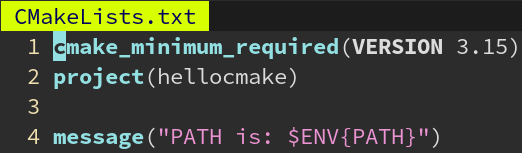 CMakeLists.txt
1 cmake_minimum_required(VERSION 3.15)
2 project(hellocmake)
3
4 message("PATH is: $ENV{PATH}")